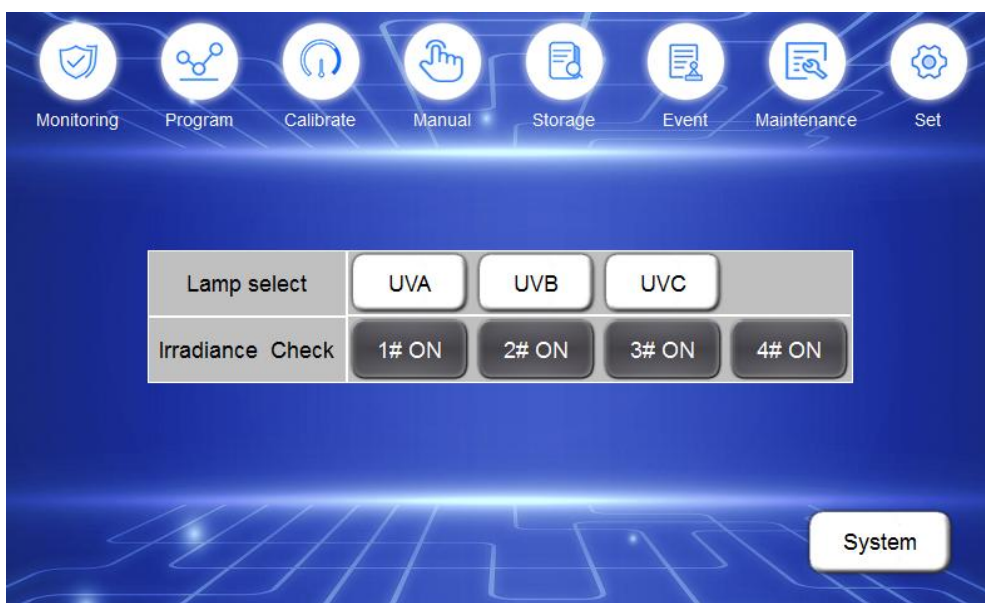 Monitoring Program Calibrate Manual Storage Event Maintenance Set
Lamp select UVA UVB UVC
Irradiance Check 1# ON 2# ON 3# ON 4# ON
System